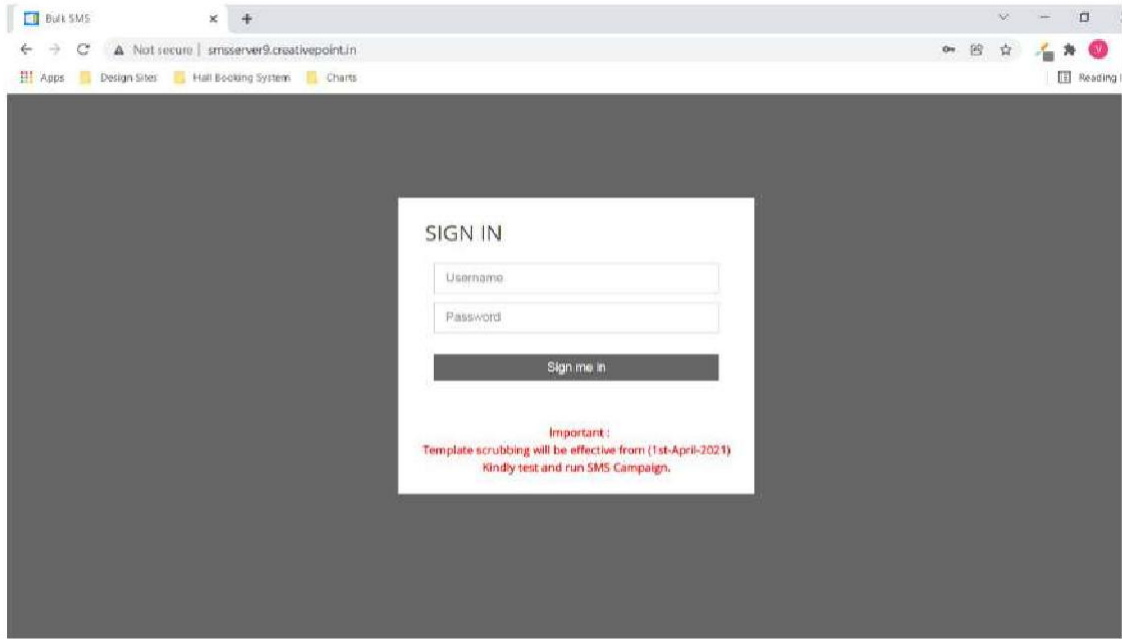 Bulk SMS
Not secure | smsserver9.creativepoint.in
V
Apps Design Sites Hall Booking System Charts
Reading
SIGN IN
Username
Password
Sign me in
Important :
Template scrubbing will be effective from (1st-April-2021)
Kindly test and run SMS Campaign.